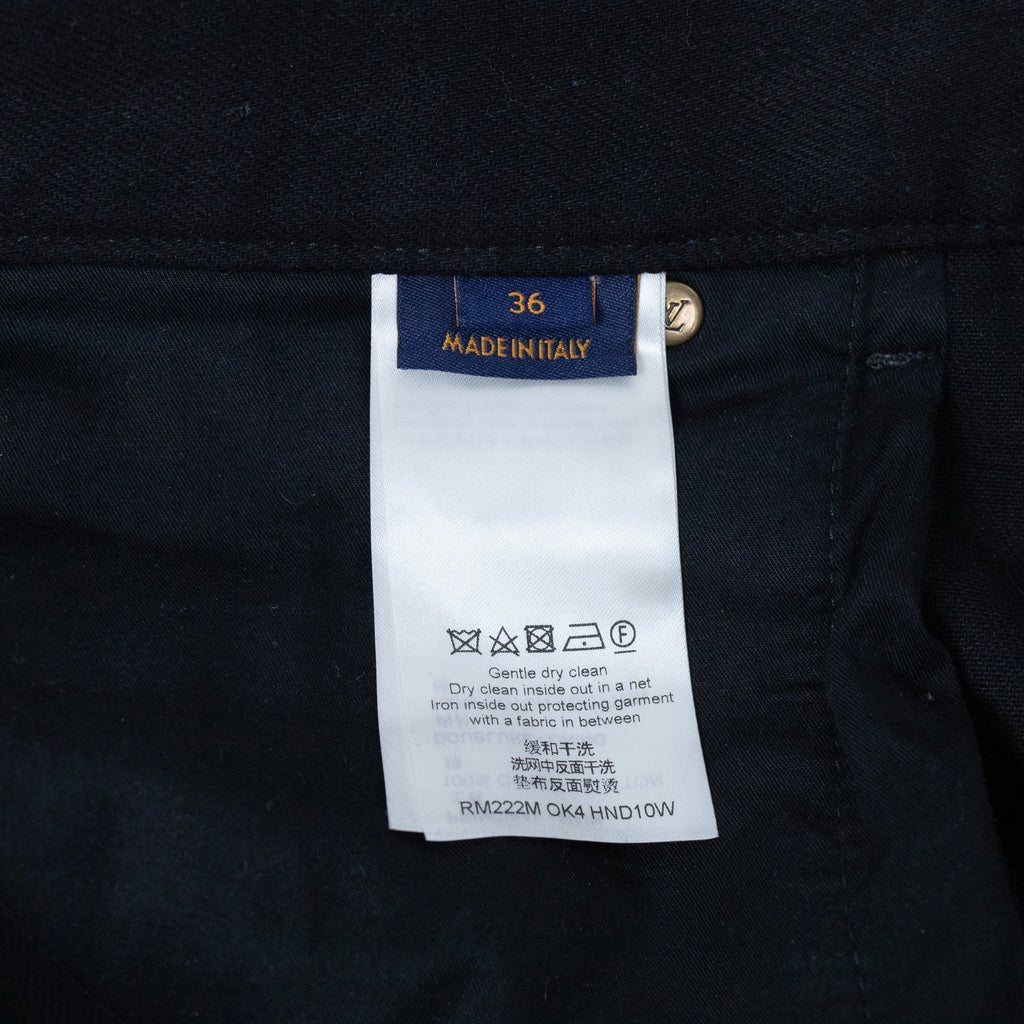 36
MADE IN ITALY
LV
F
Gentle dry clean
Dry clean inside out in a net
Iron inside out protecting garment
with a fabric in between
缓和干洗
洗网中反面干洗
垫布反面熨烫
RM222M OK4 HND10W